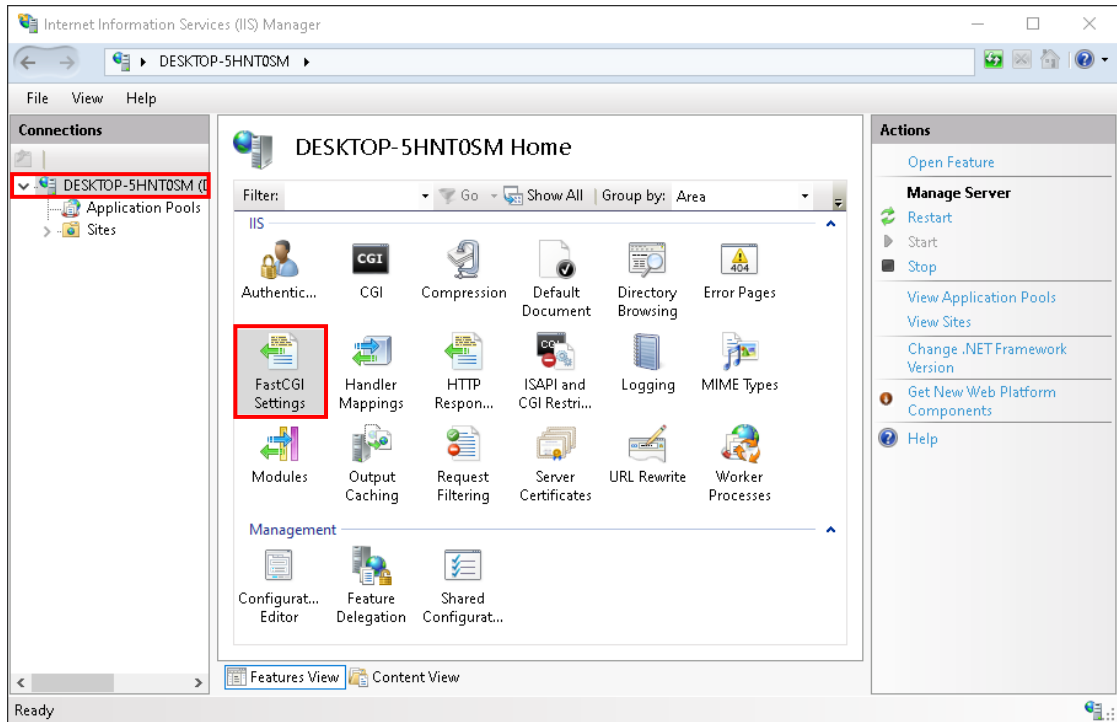 Internet Information Services (IIS) Manager
DESKTOP-5HNT0SM
File View Help
Connections
DESKTOP-5HNT0SM (D
Application Pools
Sites
DESKTOP-5HNT0SM Home
Filter: Go Show All Group by: Area
IIS
Authentic... CGI Compression Default Directory Error Pages
Document Browsing
FastCGI Handler HTTP ISAPI and Logging MIME Types
Settings Mappings Respon... CGI Restri...
Modules Output Request Server URL Rewrite Worker
Caching Filtering Certificates Processes
Management
Configurat... Feature Shared
Editor Delegation Configurat...
Features View Content View
Actions
Open Feature
Manage Server
Restart
Start
Stop
View Application Pools
View Sites
Change .NET Framework
Version
Get New Web Platform
Components
Help
Ready